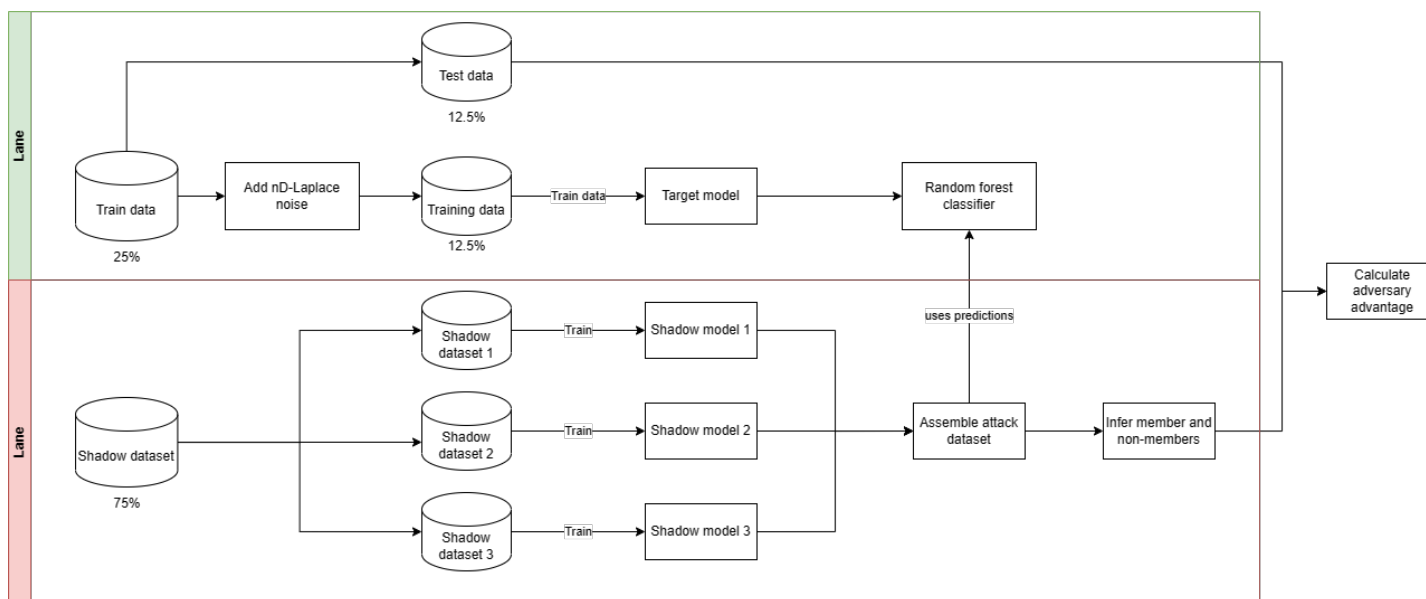 Lane
Test data
12.5%
Train data
25%
Add nD-Laplace
noise
Training data
12.5%
Train data
Target model
Random forest
classifier
Calculate
adversary
advantage
Lane
uses predictions
Shadow
dataset 1
Train
Shadow model 1
Shadow dataset
75%
Shadow
dataset 2
Train
Shadow model 2
Assemble attack
dataset
Infer member and
non-members
Shadow
dataset 3
Train
Shadow model 3